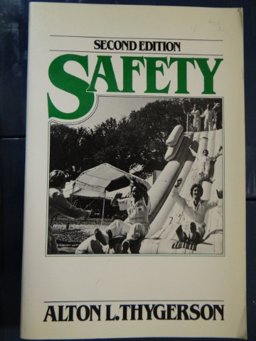 SECOND EDITION
SAFETY
ALTON L. THYGERSON